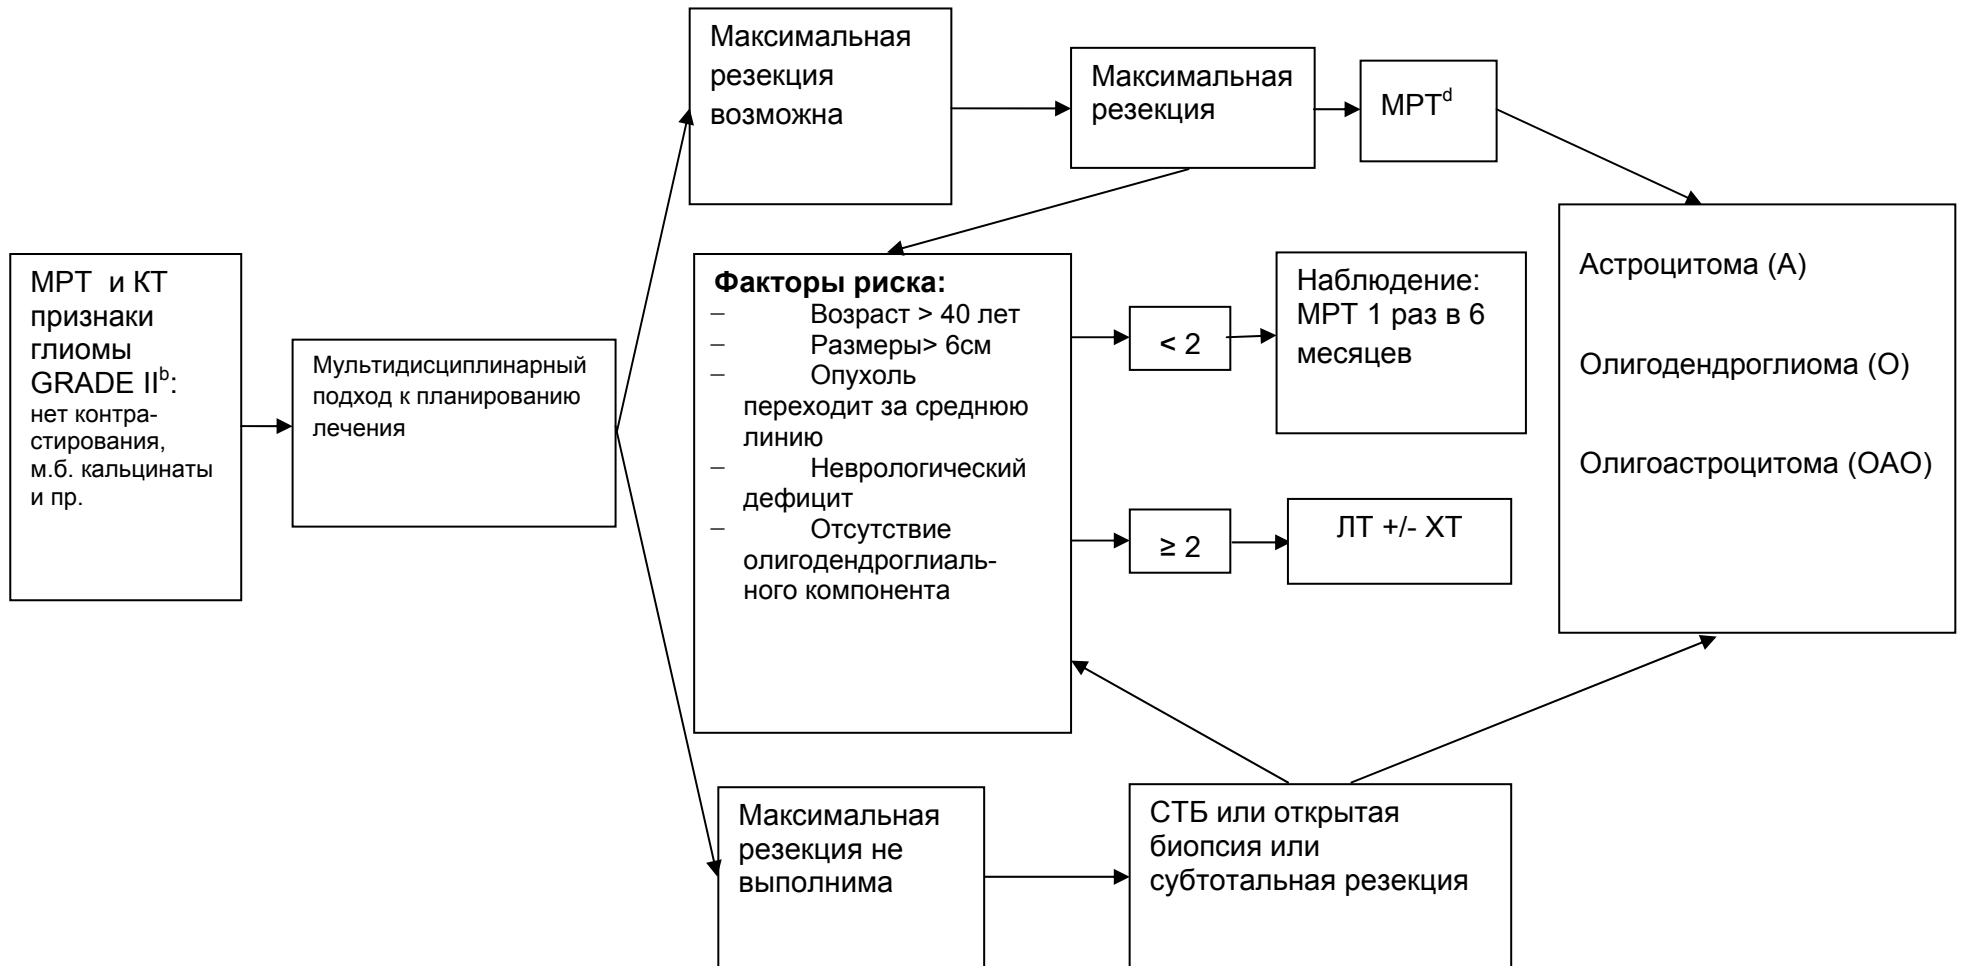 МРТ и КТ
признаки
глиомы
GRADE IIb:
нет контра-
стирования,
м.б. кальцинаты
и пр.
Мультидисциплинарный
подход к планированию
лечения
Максимальная
резекция
возможна
Максимальная
резекция
МРТd
Факторы риска:
– Возраст > 40 лет
– Размеры> 6см
– Опухоль
переходит за среднюю
линию
– Неврологический
дефицит
– Отсутствие
олигодендроглиаль-
ного компонента
< 2
Наблюдение:
МРТ 1 раз в 6
месяцев
≥ 2
ЛТ +/- ХТ
Астроцитома (А)
Олигодендроглиома (О)
Олигоастроцитома (ОАО)
Максимальная
резекция не
выполнима
СТБ или открытая
биопсия или
субтотальная резекция